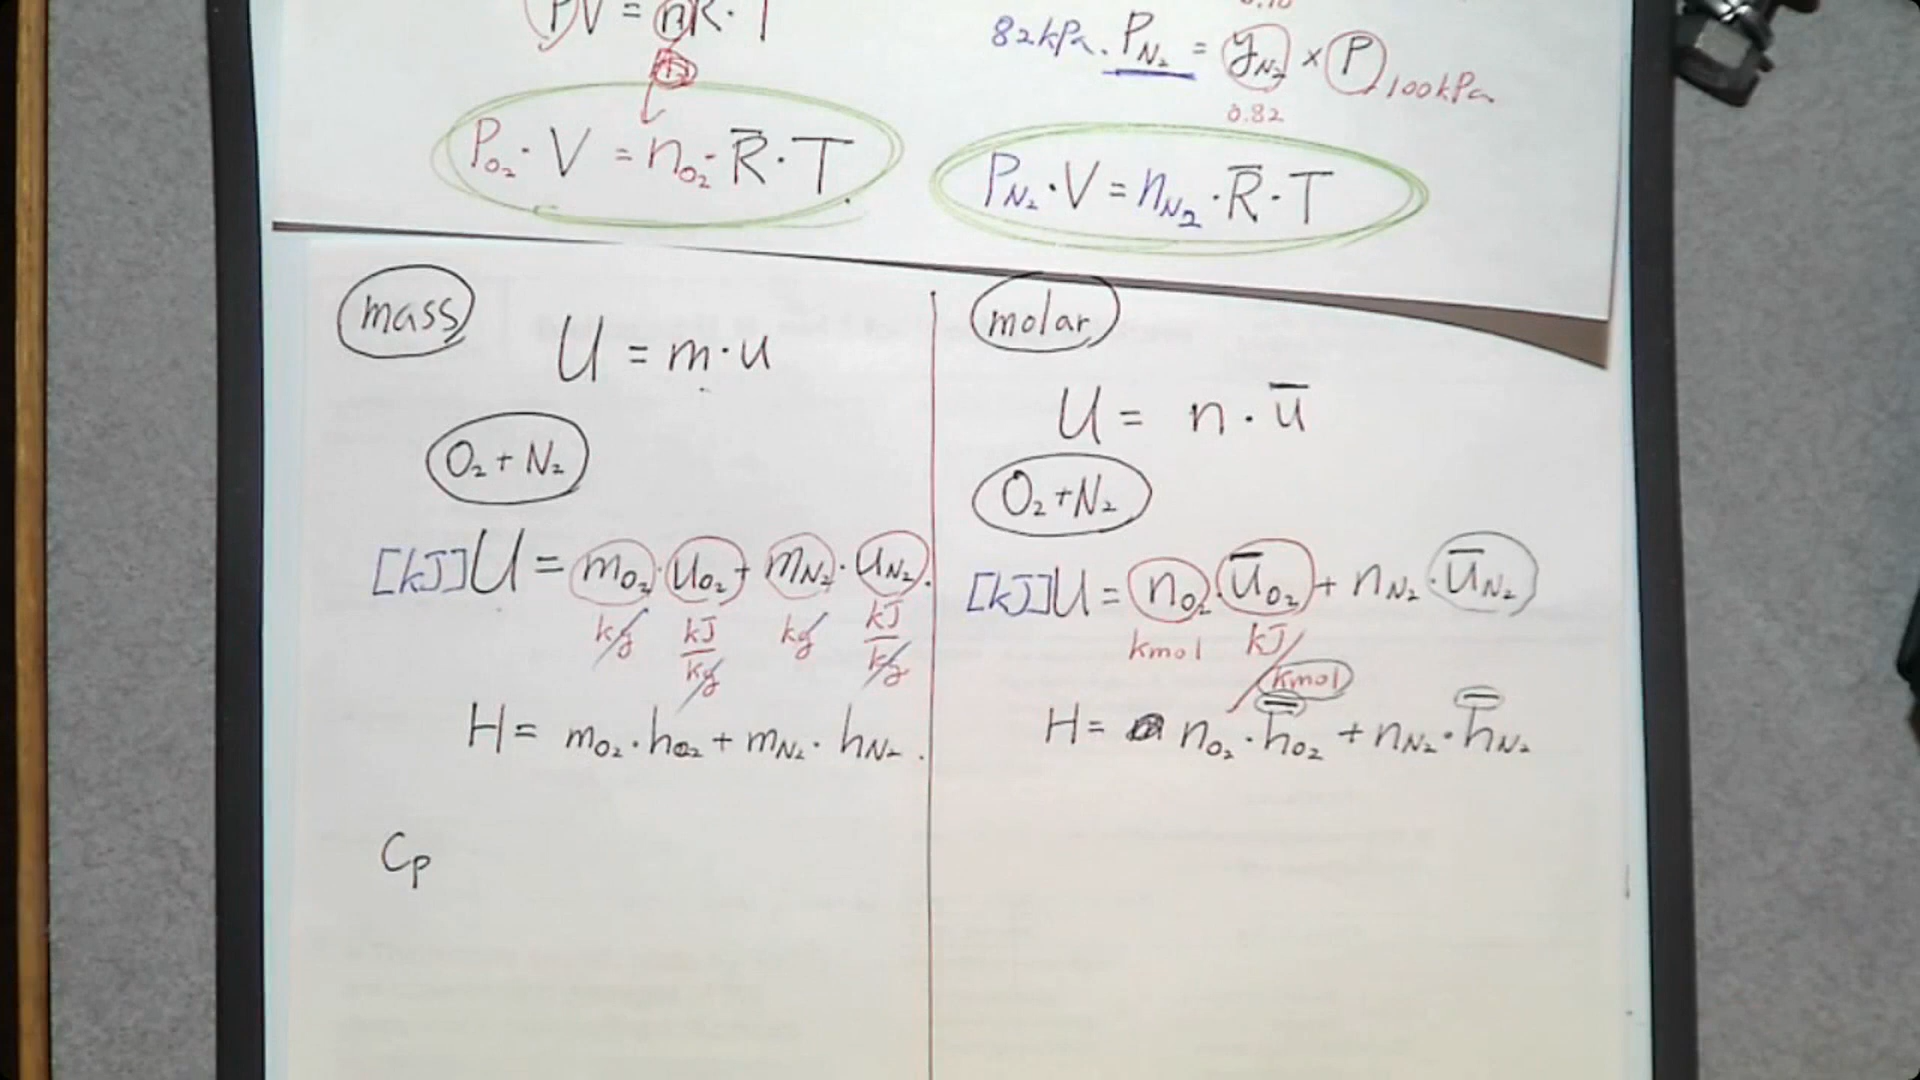 PV = nR̄·T
82kPa. P_N₂ = y_N₂ × P 100kPa
0.82
P_O₂ · V = n_O₂ · R̄ · T
P_N₂ · V = n_N₂ · R̄ · T
mass
U = m · u
O₂ + N₂
[kJ] U = m_O₂ · u_O₂ + m_N₂ · u_N₂.
kg kJ/kg kg kJ/kg
H = m_O₂ · h_O₂ + m_N₂ · h_N₂.
Cp
molar
U = n · ū
O₂ + N₂
[kJ] U = n_O₂ · ū_O₂ + n_N₂ · ū_N₂
kmol kJ/kmol
H = n_O₂ · h̄_O₂ + n_N₂ · h̄_N₂